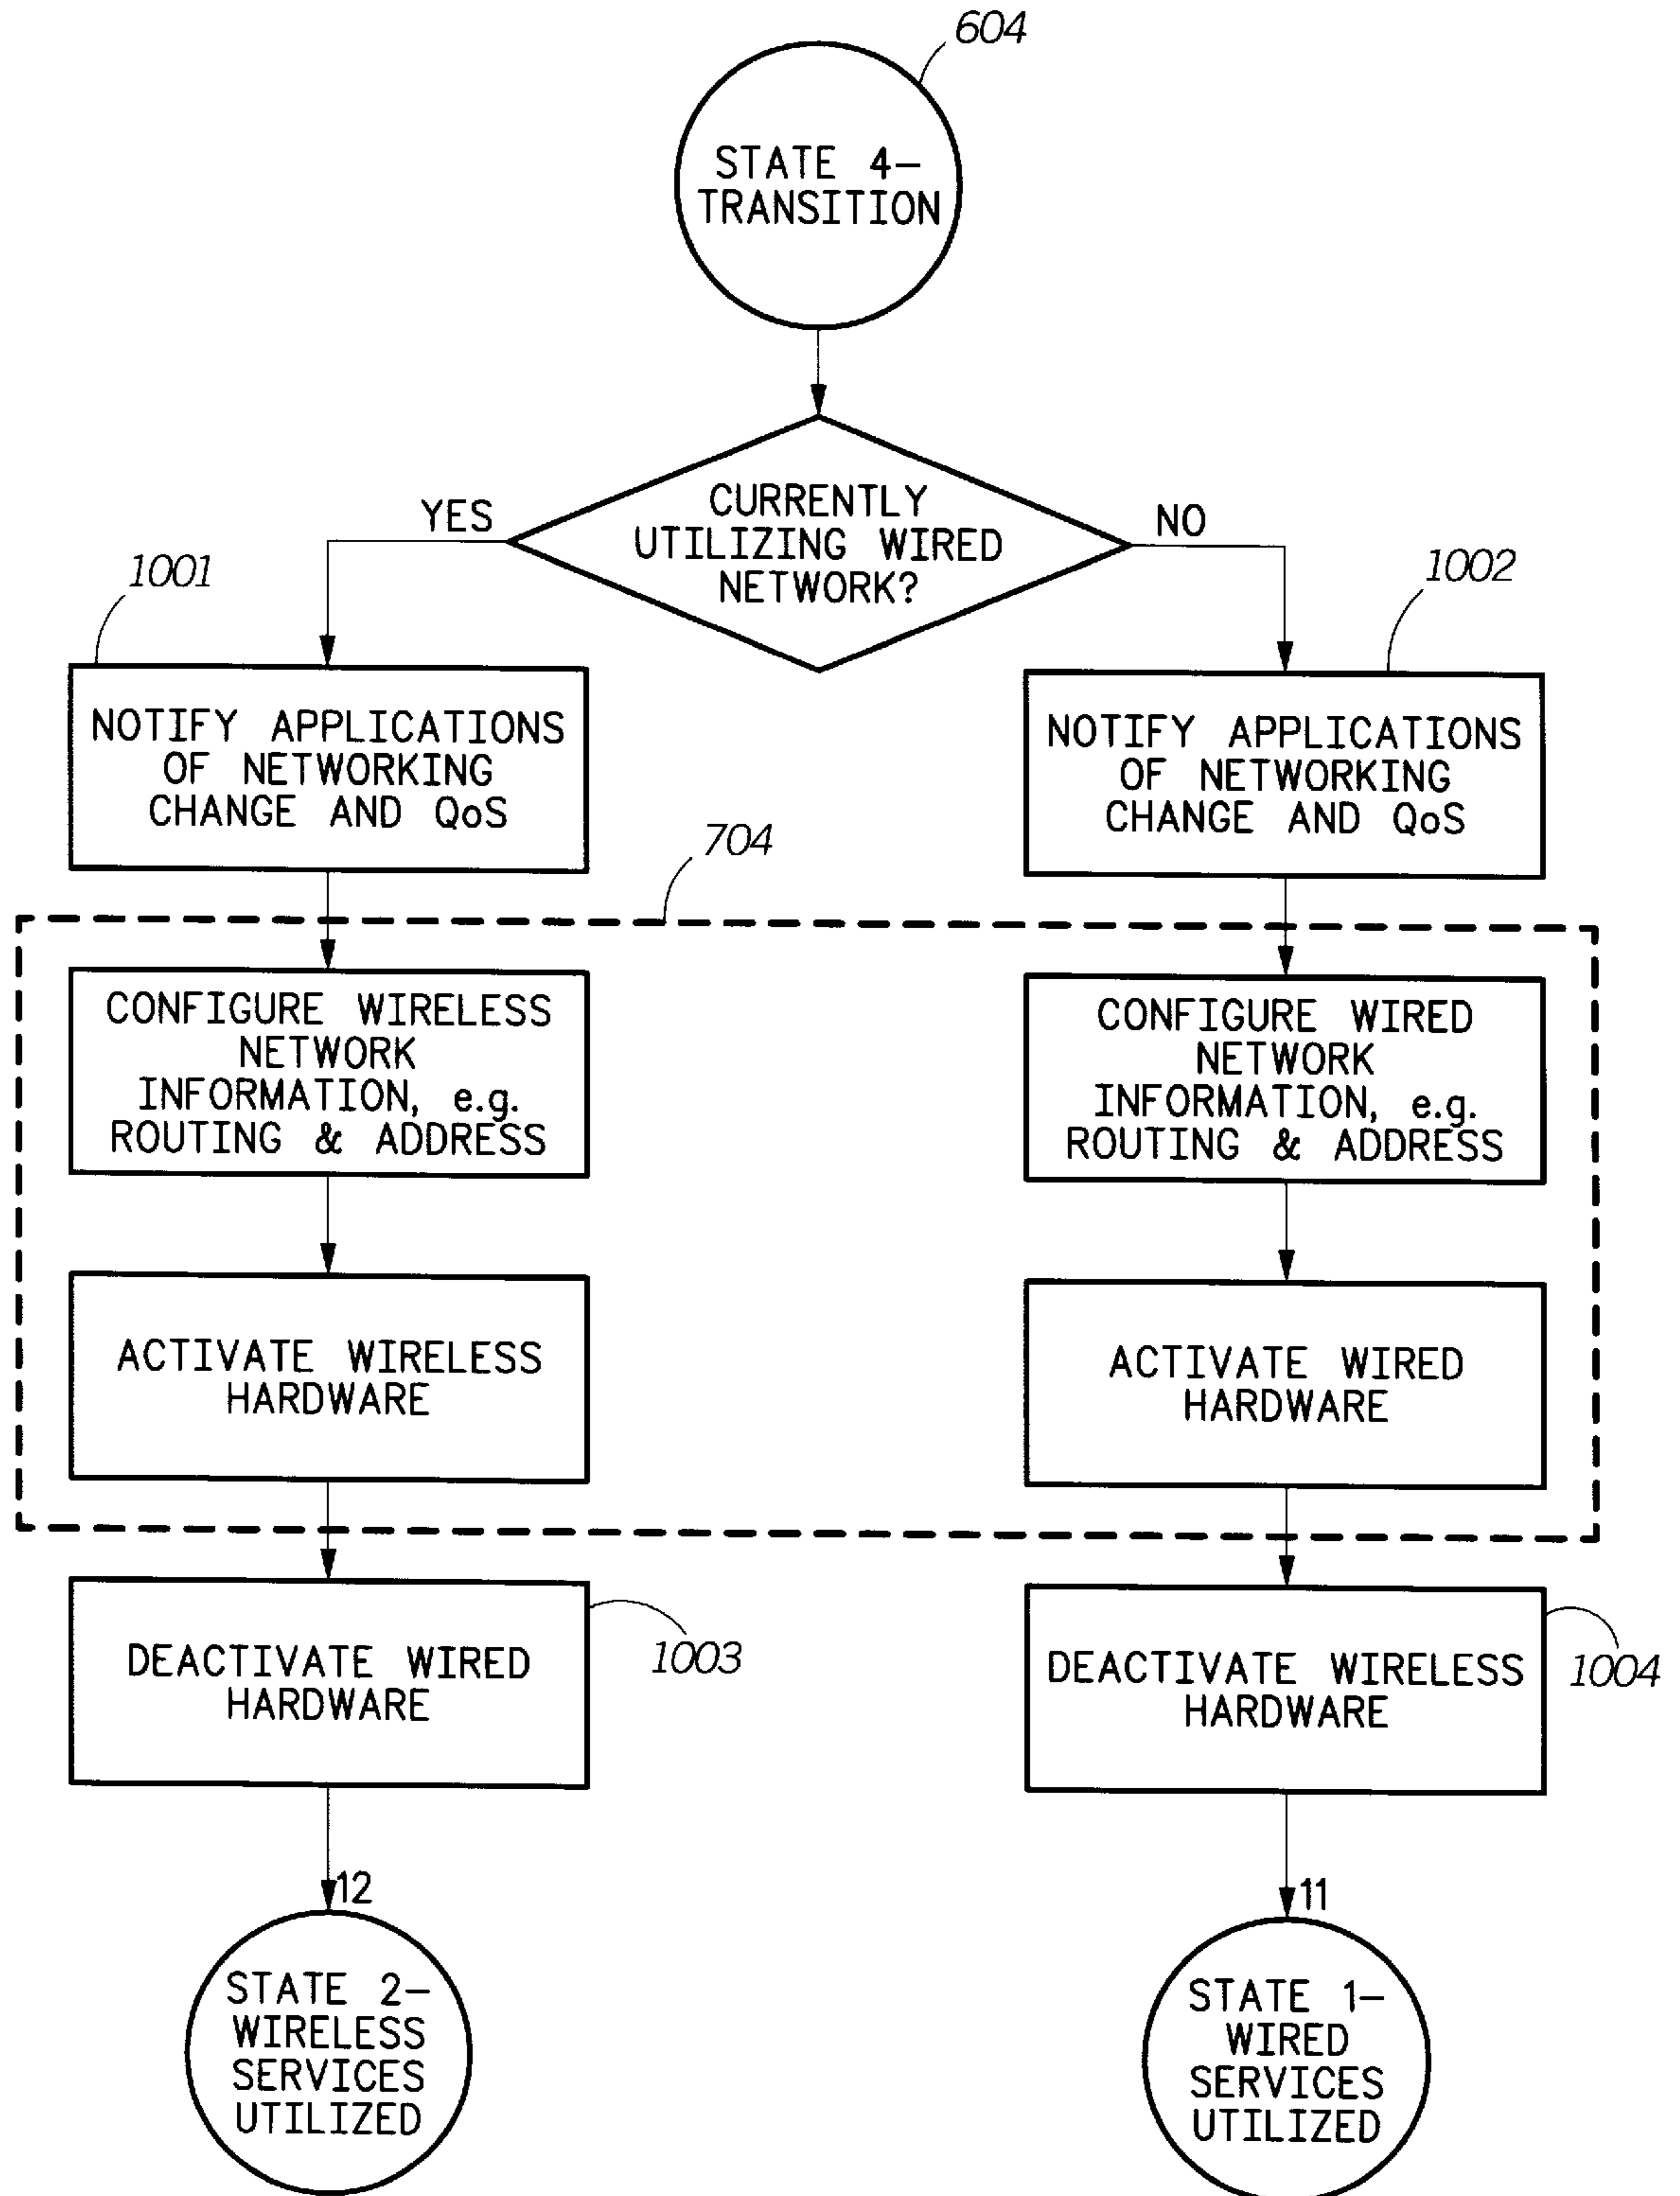 604
STATE 4–
TRANSITION
CURRENTLY
UTILIZING WIRED
NETWORK?
YES
NO
1001
1002
NOTIFY APPLICATIONS
OF NETWORKING
CHANGE AND QoS
NOTIFY APPLICATIONS
OF NETWORKING
CHANGE AND QoS
704
CONFIGURE WIRELESS
NETWORK
INFORMATION, e.g.
ROUTING & ADDRESS
CONFIGURE WIRED
NETWORK
INFORMATION, e.g.
ROUTING & ADDRESS
ACTIVATE WIRELESS
HARDWARE
ACTIVATE WIRED
HARDWARE
DEACTIVATE WIRED
HARDWARE
1003
DEACTIVATE WIRELESS
HARDWARE
1004
12
11
STATE 2–
WIRELESS
SERVICES
UTILIZED
STATE 1–
WIRED
SERVICES
UTILIZED